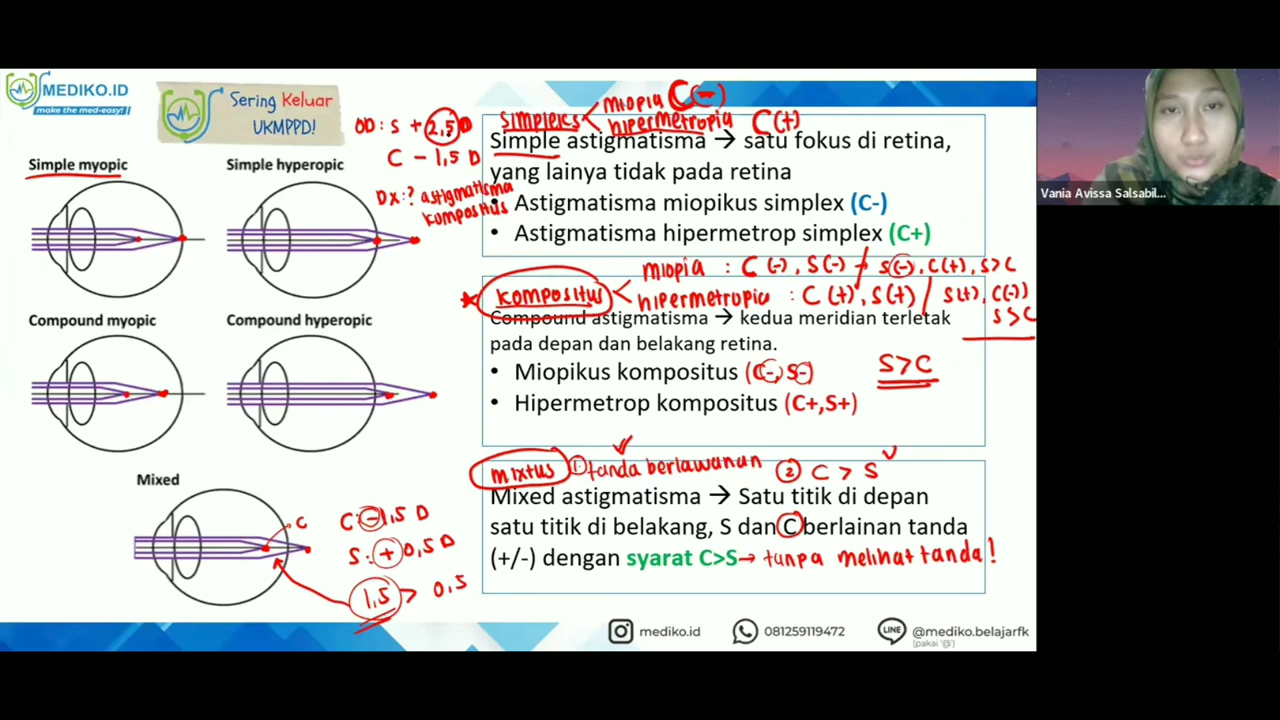 MEDIKO.ID
make the med-easy!
Sering Keluar
UKMPPD!
OD: S + 2,5 D
C - 1,5 D
DX:? astigmatisma
kompositus
Simple myopic
Simple hyperopic
Compound myopic
Compound hyperopic
Mixed
C
C: -1,5 D
S: + 0,5 D
1,5 > 0,5
simpleks
miopia C(-)
hipermetropia C(+)
Simple astigmatisma → satu fokus di retina,
yang lainya tidak pada retina
• Astigmatisma miopikus simplex (C-)
• Astigmatisma hipermetrop simplex (C+)
kompositus
miopia : C (-), S(-) / S(-), C(+), S>C
hipermetropia : C (+), S(+) / S(+), C(-)
S > C
Compound astigmatisma → kedua meridian terletak
pada depan dan belakang retina.
• Miopikus kompositus (C-, S-)
• Hipermetrop kompositus (C+,S+)
S>C
mixtus ① tanda berlawanan ② C > S
Mixed astigmatisma → Satu titik di depan
satu titik di belakang, S dan C berlainan tanda
(+/-) dengan syarat C>S → tanpa melihat tanda!
mediko.id
081259119472
LINE
@mediko.belajarfk
(pakai '@')
Vania Avissa Salsabil...